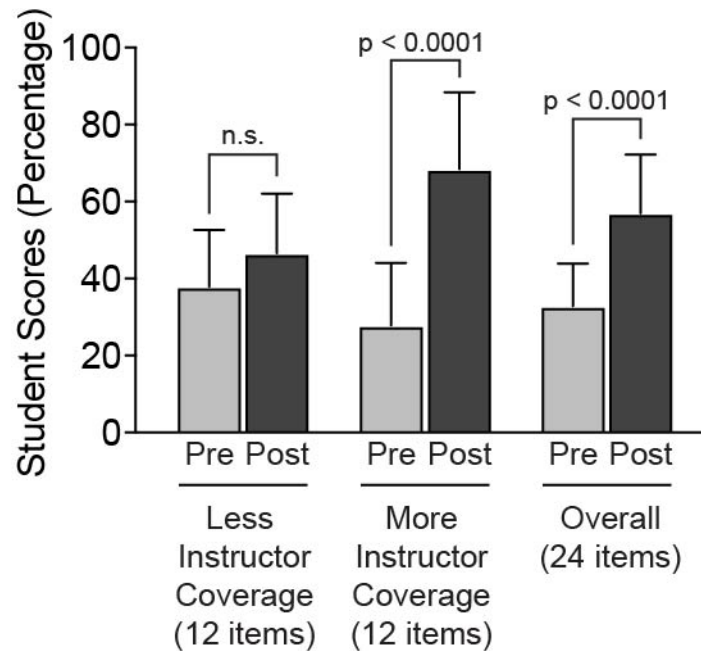 Student Scores (Percentage)
100
80
60
40
20
0
n.s.
p < 0.0001
p < 0.0001
Pre Post
Pre Post
Pre Post
Less
Instructor
Coverage
(12 items)
More
Instructor
Coverage
(12 items)
Overall
(24 items)